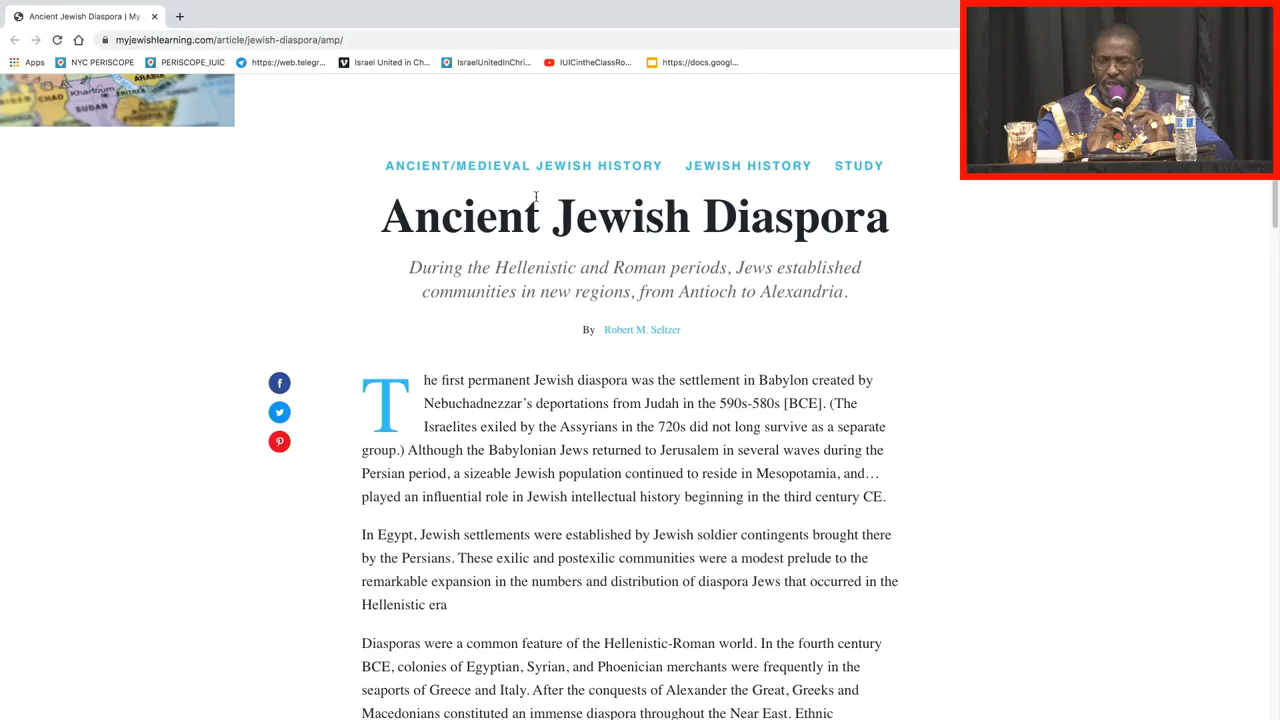 Ancient Jewish Diaspora | My
myjewishlearning.com/article/jewish-diaspora/amp/
Apps NYC PERISCOPE PERISCOPE_IUIC https://web.telegr... Israel United in Ch... IsraelUnitedInChri... IUICintheClassRo... https://docs.googl...
ARABIA
Khartoum
ERITREA
CHAD
SUDAN
ANCIENT/MEDIEVAL JEWISH HISTORY JEWISH HISTORY STUDY
Ancient Jewish Diaspora
During the Hellenistic and Roman periods, Jews established
communities in new regions, from Antioch to Alexandria.
By Robert M. Seltzer
The first permanent Jewish diaspora was the settlement in Babylon created by
Nebuchadnezzar’s deportations from Judah in the 590s-580s [BCE]. (The
Israelites exiled by the Assyrians in the 720s did not long survive as a separate
group.) Although the Babylonian Jews returned to Jerusalem in several waves during the
Persian period, a sizeable Jewish population continued to reside in Mesopotamia, and…
played an influential role in Jewish intellectual history beginning in the third century CE.
In Egypt, Jewish settlements were established by Jewish soldier contingents brought there
by the Persians. These exilic and postexilic communities were a modest prelude to the
remarkable expansion in the numbers and distribution of diaspora Jews that occurred in the
Hellenistic era
Diasporas were a common feature of the Hellenistic-Roman world. In the fourth century
BCE, colonies of Egyptian, Syrian, and Phoenician merchants were frequently in the
seaports of Greece and Italy. After the conquests of Alexander the Great, Greeks and
Macedonians constituted an immense diaspora throughout the Near East. Ethnic